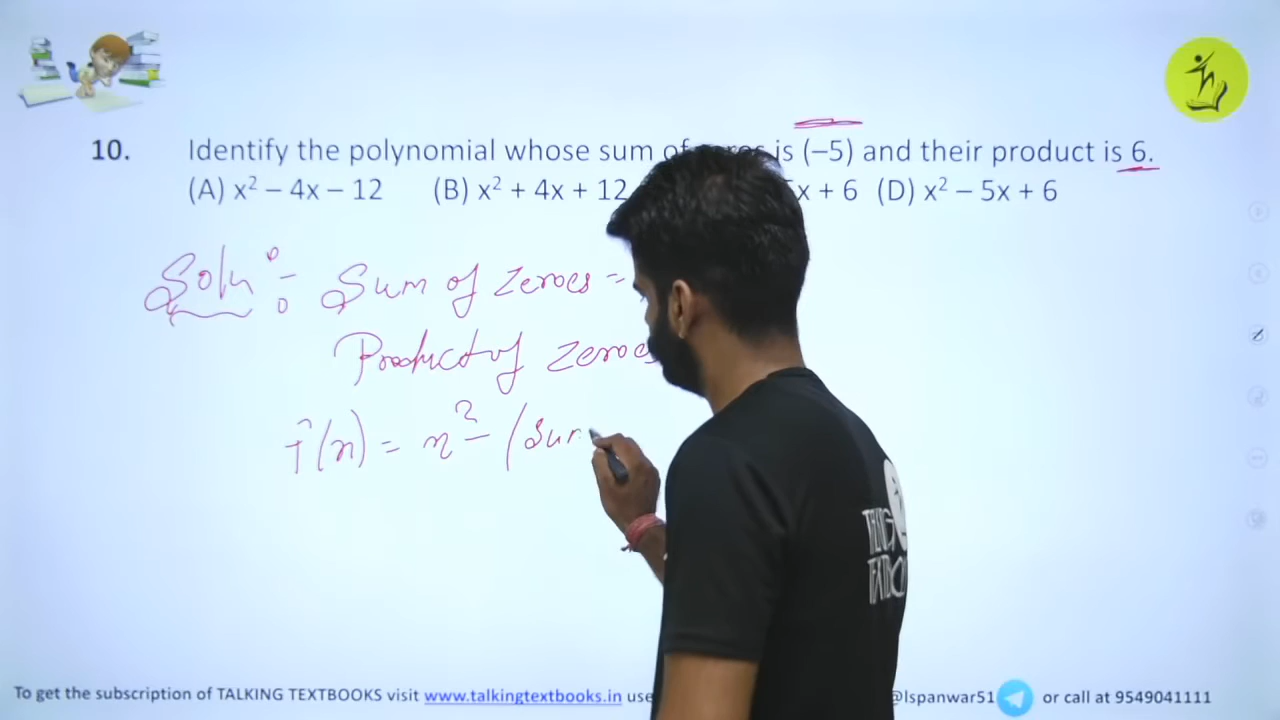 10. Identify the polynomial whose sum of is (–5) and their product is 6.
(A) x² – 4x – 12 (B) x² + 4x + 12 x + 6 (D) x² – 5x + 6
Soln :- Sum of Zeroes =
Product of Zeroes
f(x) = x² – (Sum
TALKING
To get the subscription of TALKING TEXTBOOKS visit www.talkingtextbooks.in use @lspanwar51 or call at 9549041111